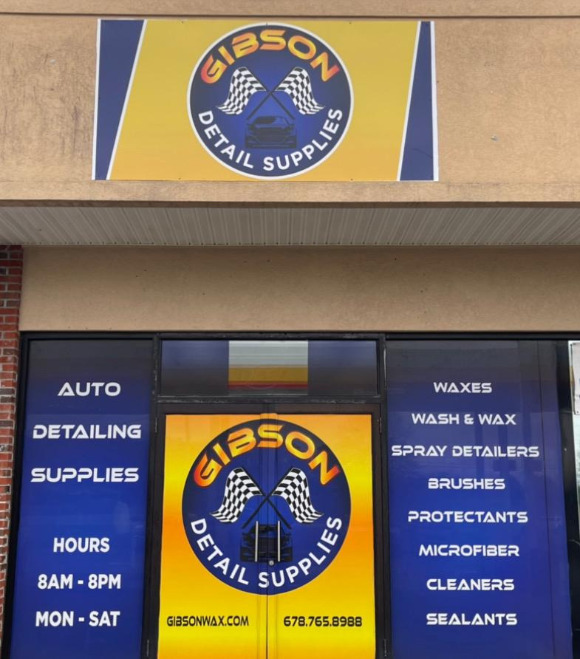 GIBSON
DETAIL SUPPLIES
AUTO
DETAILING
SUPPLIES
HOURS
8AM - 8PM
MON - SAT
GIBSON
DETAIL SUPPLIES
GIBSONWAX.COM
678.765.8988
WAXES
WASH & WAX
SPRAY DETAILERS
BRUSHES
PROTECTANTS
MICROFIBER
CLEANERS
SEALANTS